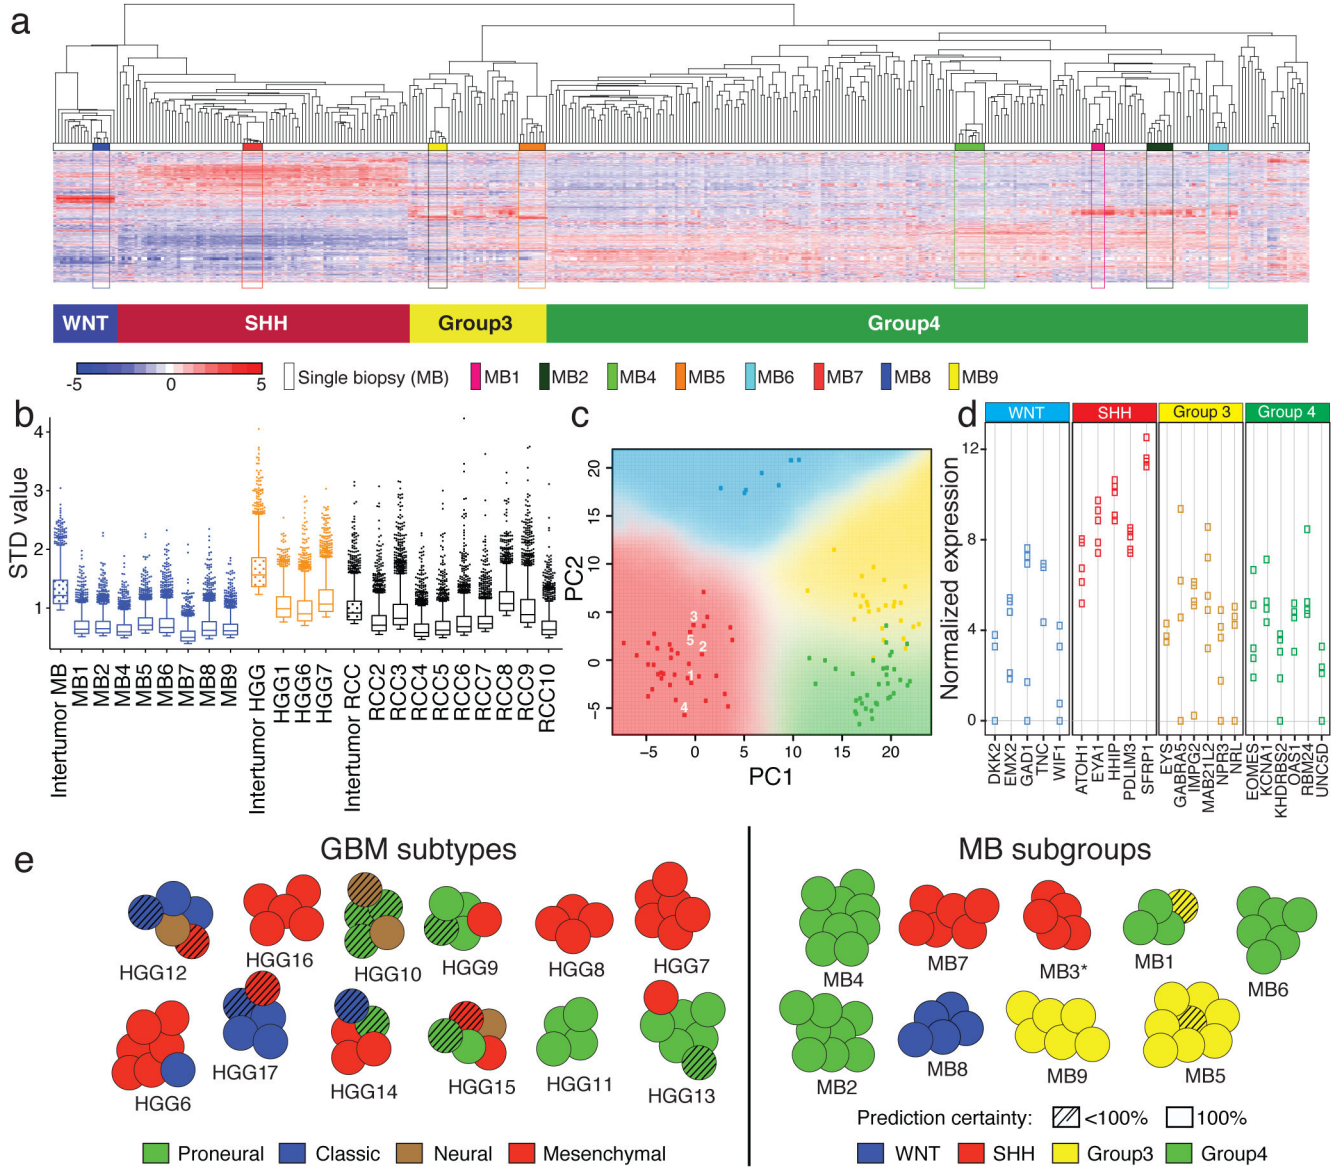 a
WNT SHH Group3 Group4
-5 0 5 Single biopsy (MB) MB1 MB2 MB4 MB5 MB6 MB7 MB8 MB9
b
STD value
4
3
2
1
Intertumor MB MB1 MB2 MB4 MB5 MB6 MB7 MB8 MB9 Intertumor HGG HGG1 HGG6 HGG7 Intertumor RCC RCC2 RCC3 RCC4 RCC5 RCC6 RCC7 RCC8 RCC9 RCC10
c
PC2
20
15
10
5
0
−5
3
5
2
1
4
−5 0 5 10 15 20
PC1
d
WNT SHH Group 3 Group 4
Normalized expression
12
8
4
0
DKK2 EMX2 GAD1 TNC WIF1 ATOH1 EYA1 HHIP PDLIM3 SFRP1 EYS GABRA5 IMPG2 MAB21L2 NPR3 NRL EOMES KCNA1 KHDRBS2 OAS1 RBM24 UNC5D
e
GBM subtypes
HGG12 HGG16 HGG10 HGG9 HGG8 HGG7
HGG6 HGG17 HGG14 HGG15 HGG11 HGG13
Proneural Classic Neural Mesenchymal
MB subgroups
MB4 MB7 MB3* MB1 MB6
MB2 MB8 MB9 MB5
Prediction certainty: <100% 100%
WNT SHH Group3 Group4